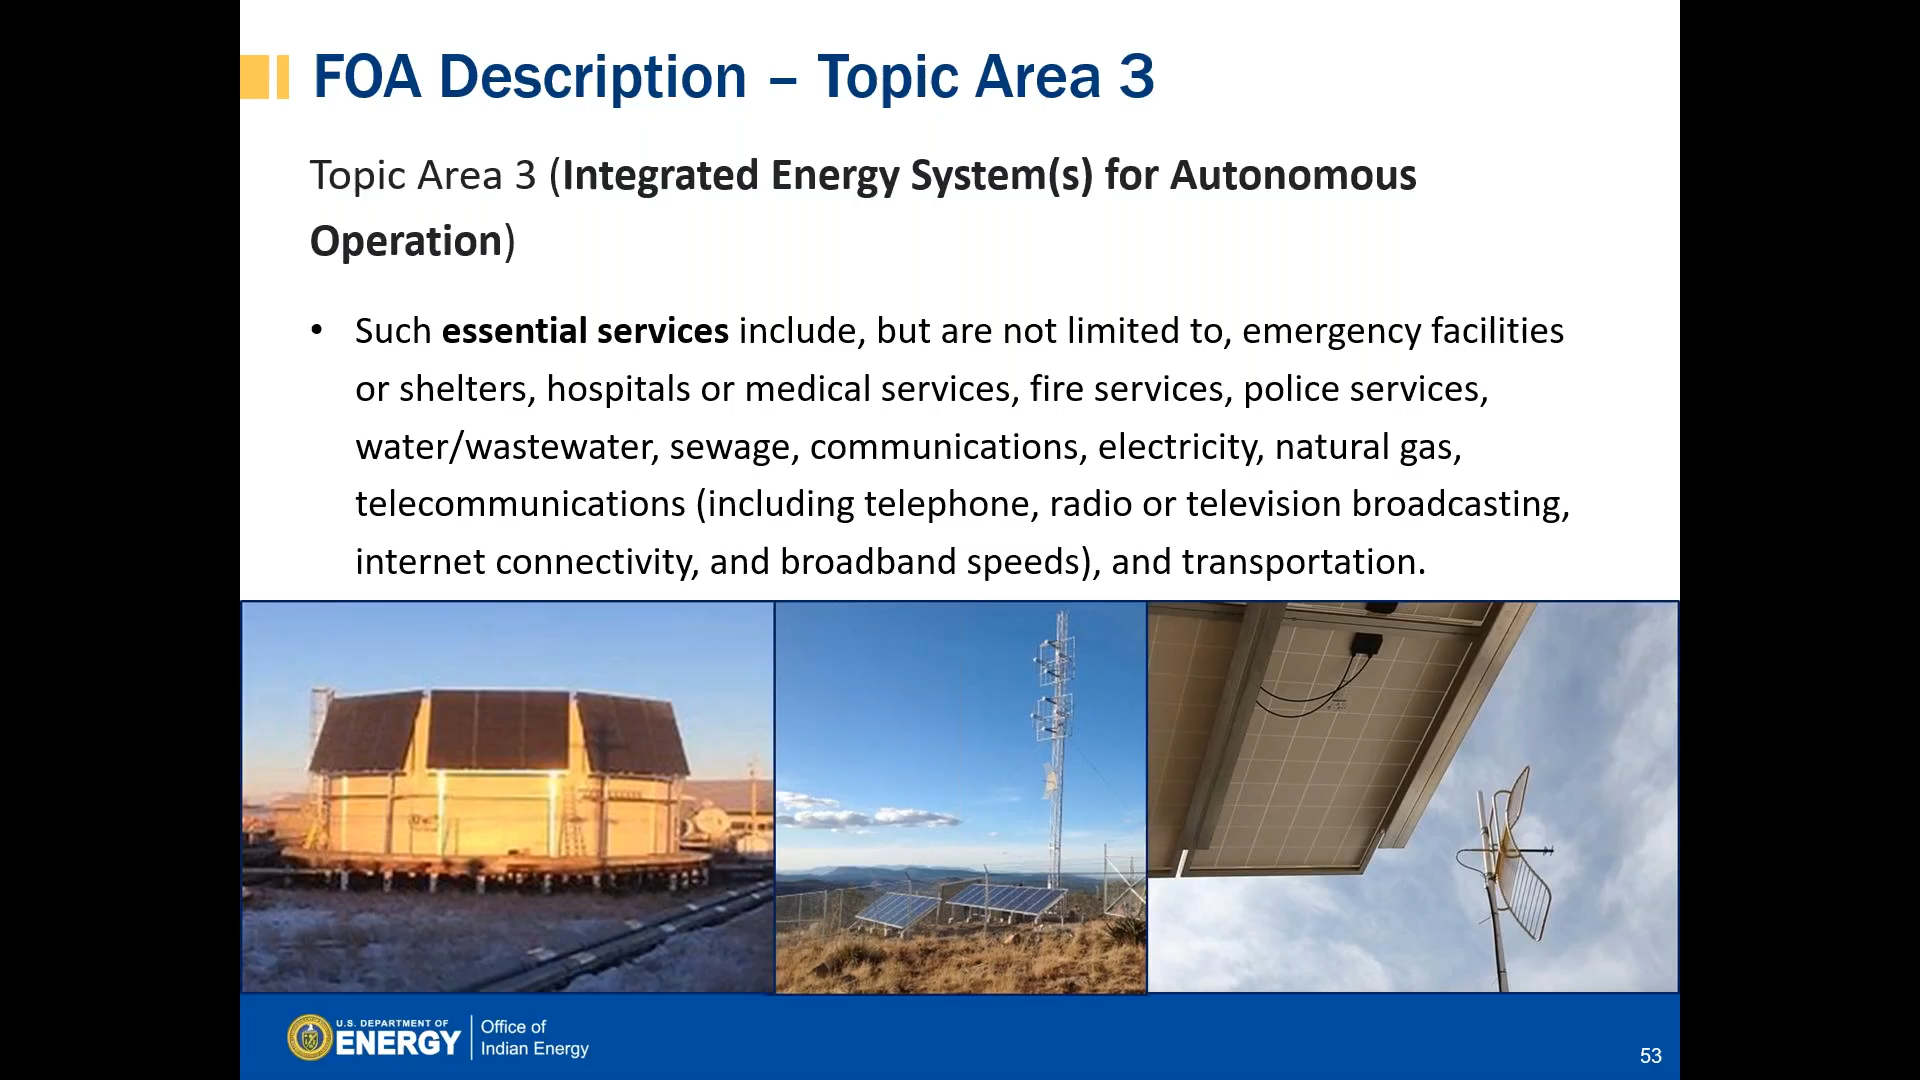 FOA Description – Topic Area 3
Topic Area 3 (Integrated Energy System(s) for Autonomous
Operation)
• Such essential services include, but are not limited to, emergency facilities
or shelters, hospitals or medical services, fire services, police services,
water/wastewater, sewage, communications, electricity, natural gas,
telecommunications (including telephone, radio or television broadcasting,
internet connectivity, and broadband speeds), and transportation.
U.S. DEPARTMENT OF
ENERGY
Office of
Indian Energy
53